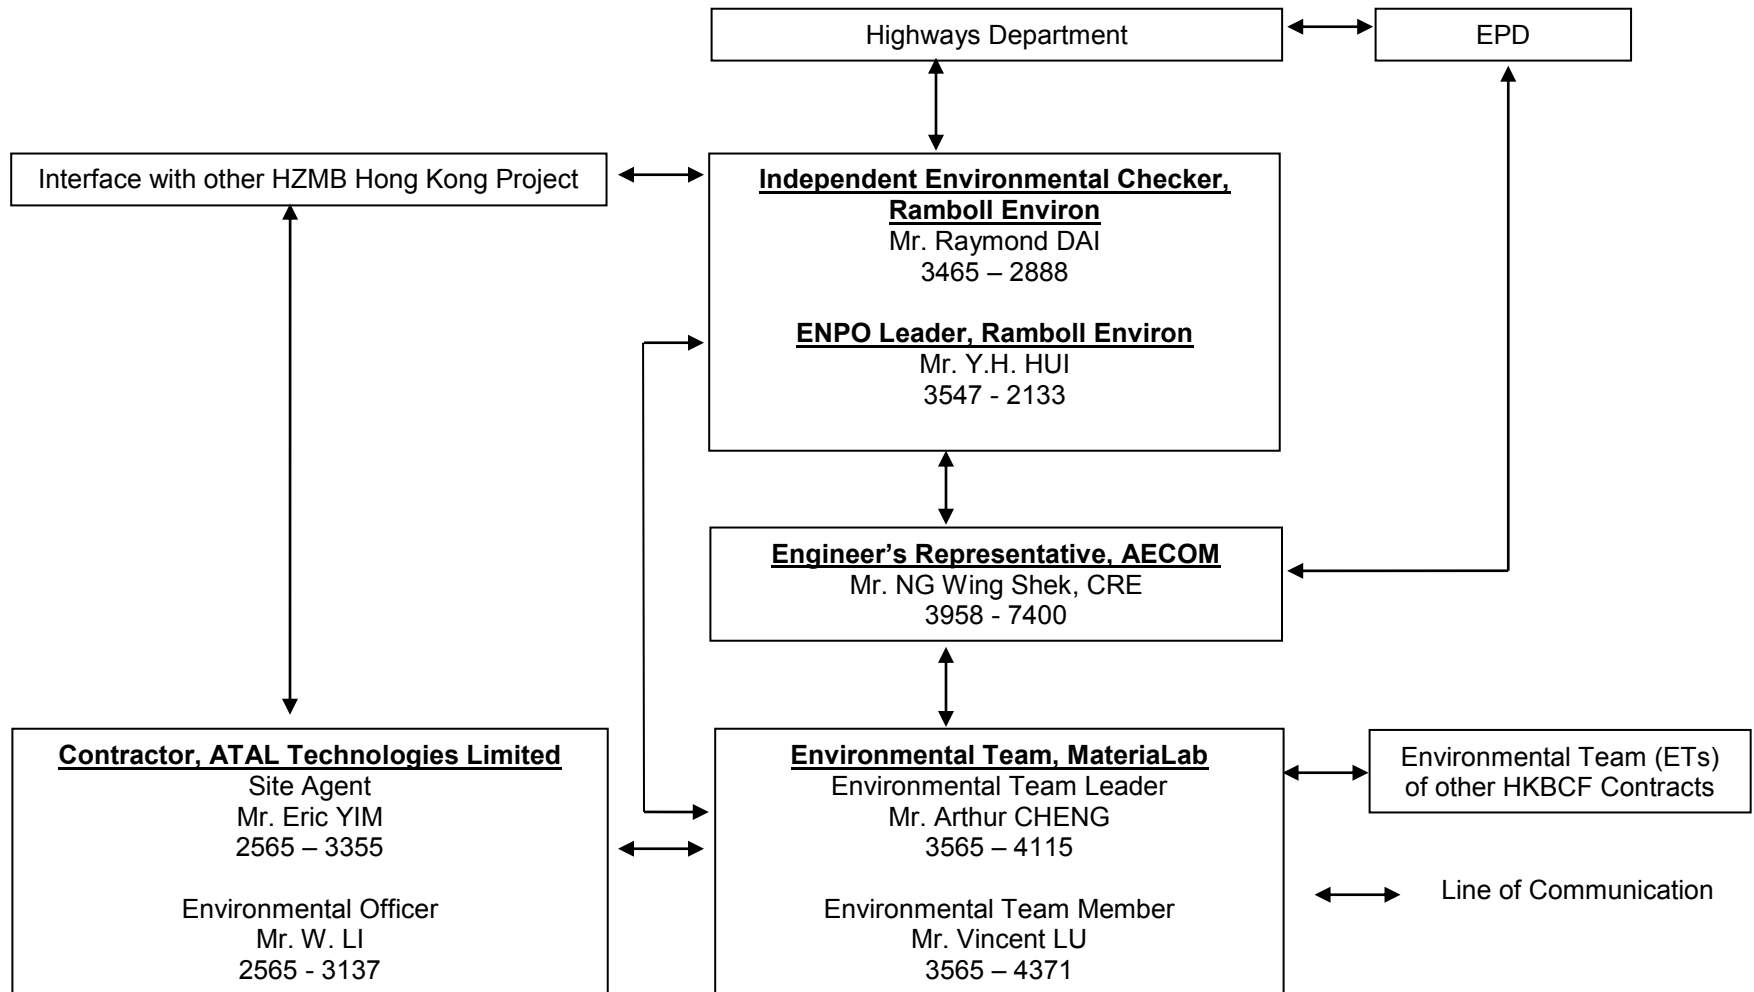 Highways Department
EPD
Interface with other HZMB Hong Kong Project
Independent Environmental Checker,
Ramboll Environ
Mr. Raymond DAI
3465 – 2888
ENPO Leader, Ramboll Environ
Mr. Y.H. HUI
3547 - 2133
Engineer’s Representative, AECOM
Mr. NG Wing Shek, CRE
3958 - 7400
Contractor, ATAL Technologies Limited
Site Agent
Mr. Eric YIM
2565 – 3355
Environmental Officer
Mr. W. LI
2565 - 3137
Environmental Team, MateriaLab
Environmental Team Leader
Mr. Arthur CHENG
3565 – 4115
Environmental Team Member
Mr. Vincent LU
3565 – 4371
Environmental Team (ETs)
of other HKBCF Contracts
Line of Communication